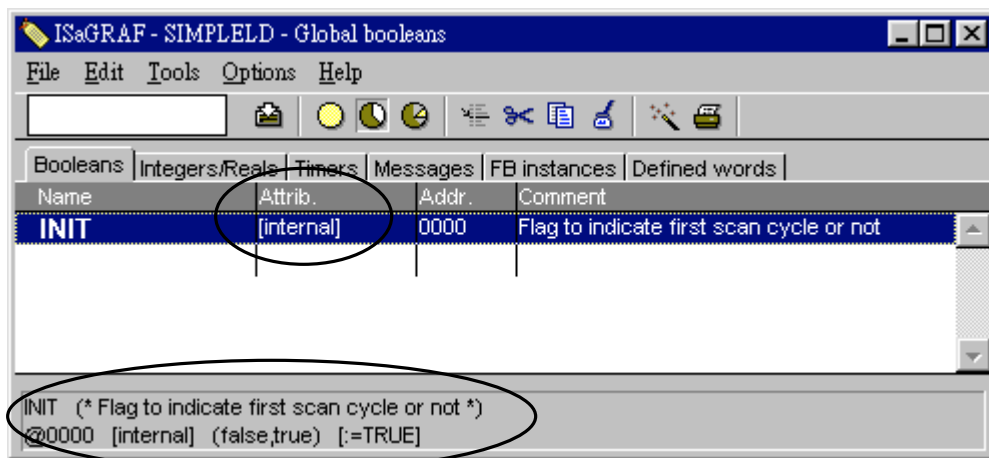 ISaGRAF - SIMPLELD - Global booleans
File Edit Tools Options Help
Booleans Integers/Reals Timers Messages FB instances Defined words
Name Attrib. Addr. Comment
INIT [internal] 0000 Flag to indicate first scan cycle or not
INIT (* Flag to indicate first scan cycle or not *)
@0000 [internal] (false,true) [:=TRUE]